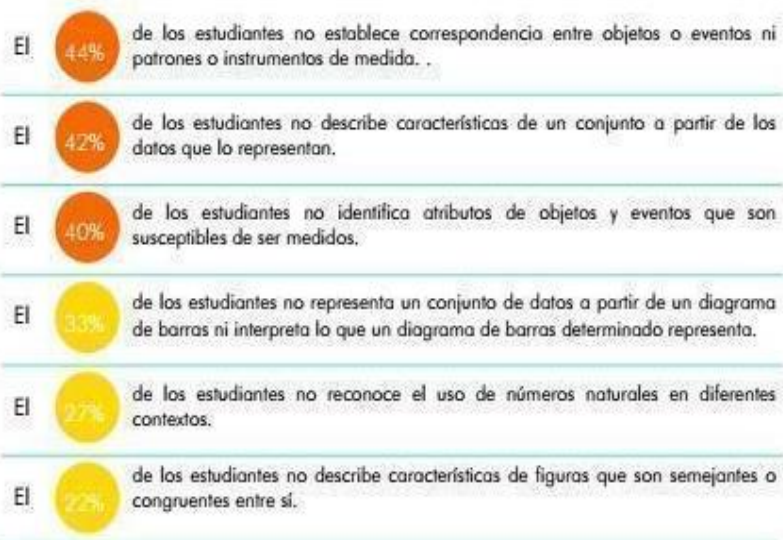 El 44% de los estudiantes no establece correspondencia entre objetos o eventos ni
patrones o instrumentos de medida. .
El 42% de los estudiantes no describe características de un conjunto a partir de los
datos que lo representan.
El 40% de los estudiantes no identifica atributos de objetos y eventos que son
susceptibles de ser medidos.
El 33% de los estudiantes no representa un conjunto de datos a partir de un diagrama
de barras ni interpreta lo que un diagrama de barras determinado representa.
El 27% de los estudiantes no reconoce el uso de números naturales en diferentes
contextos.
El 22% de los estudiantes no describe características de figuras que son semejantes o
congruentes entre sí.